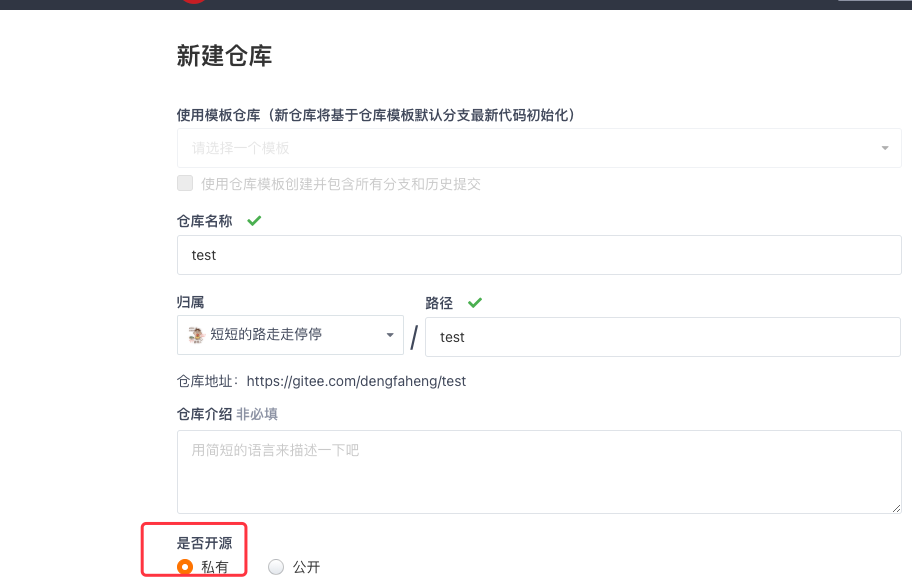 新建仓库
使用模板仓库（新仓库将基于仓库模板默认分支最新代码初始化）
请选择一个模板
使用仓库模板创建并包含所有分支和历史提交
仓库名称
test
归属
路径
短短的路走走停停
/
test
仓库地址：https://gitee.com/dengfaheng/test
仓库介绍 非必填
用简短的语言来描述一下吧
是否开源
私有 公开